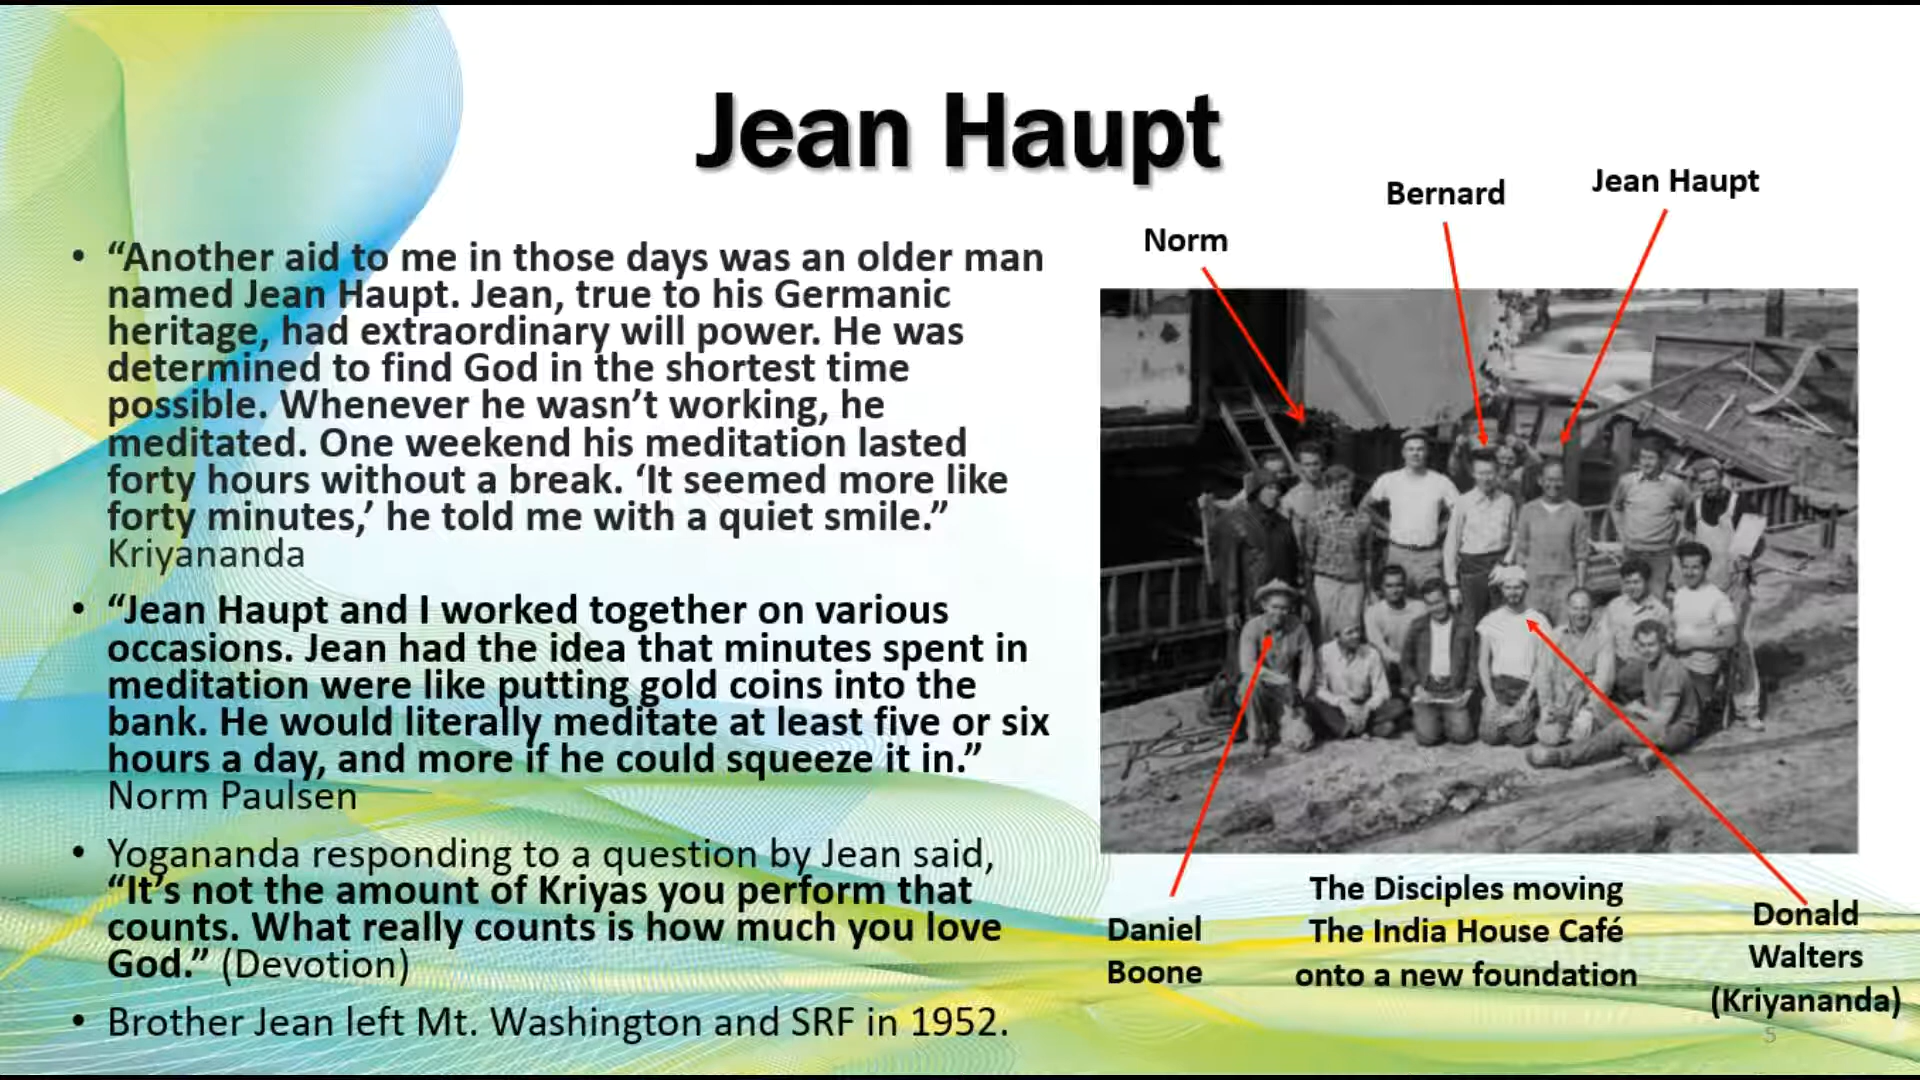 Jean Haupt
Norm
Bernard
Jean Haupt
• “Another aid to me in those days was an older man
named Jean Haupt. Jean, true to his Germanic
heritage, had extraordinary will power. He was
determined to find God in the shortest time
possible. Whenever he wasn’t working, he
meditated. One weekend his meditation lasted
forty hours without a break. ‘It seemed more like
forty minutes,’ he told me with a quiet smile.”
Kriyananda
• “Jean Haupt and I worked together on various
occasions. Jean had the idea that minutes spent in
meditation were like putting gold coins into the
bank. He would literally meditate at least five or six
hours a day, and more if he could squeeze it in.”
Norm Paulsen
• Yogananda responding to a question by Jean said,
“It’s not the amount of Kriyas you perform that
counts. What really counts is how much you love
God.” (Devotion)
• Brother Jean left Mt. Washington and SRF in 1952.
Daniel
Boone
The Disciples moving
The India House Café
onto a new foundation
Donald
Walters
(Kriyananda)
5